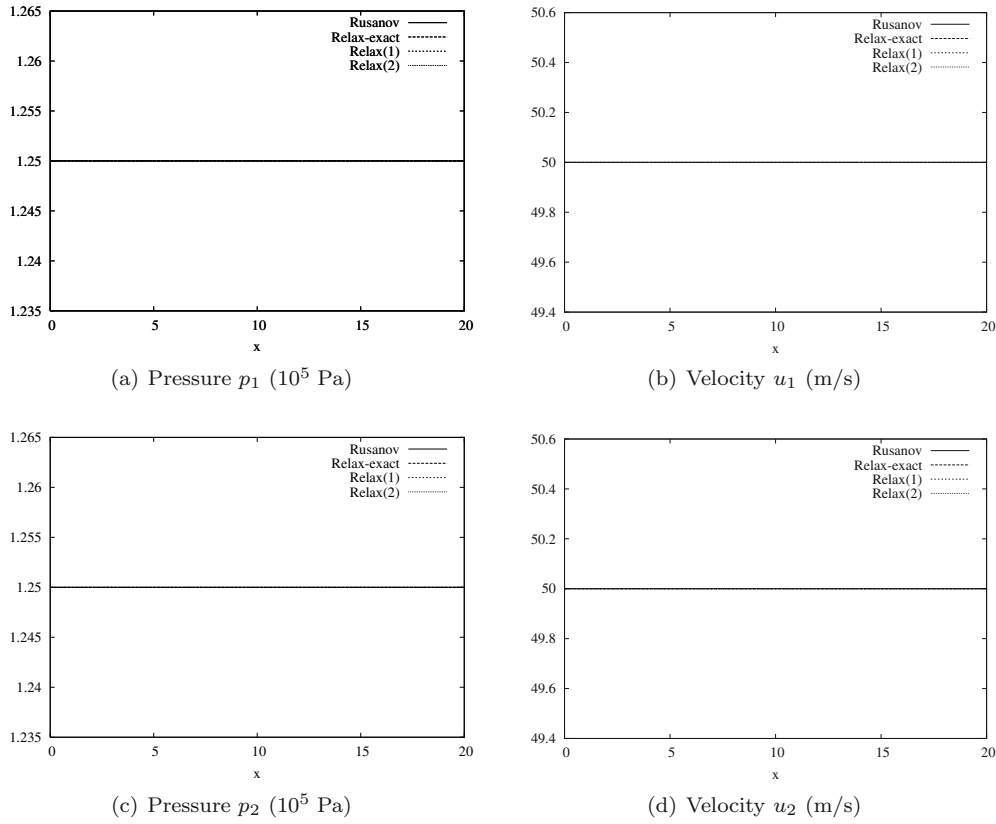 1.265
1.26
1.255
1.25
1.245
1.24
1.235
0 5 10 15 20
x
Rusanov
Relax-exact
Relax(1)
Relax(2)
(a) Pressure p₁ (10⁵ Pa)
50.6
50.4
50.2
50
49.8
49.6
49.4
0 5 10 15 20
x
Rusanov
Relax-exact
Relax(1)
Relax(2)
(b) Velocity u₁ (m/s)
1.265
1.26
1.255
1.25
1.245
1.24
1.235
0 5 10 15 20
x
Rusanov
Relax-exact
Relax(1)
Relax(2)
(c) Pressure p₂ (10⁵ Pa)
50.6
50.4
50.2
50
49.8
49.6
49.4
0 5 10 15 20
x
Rusanov
Relax-exact
Relax(1)
Relax(2)
(d) Velocity u₂ (m/s)